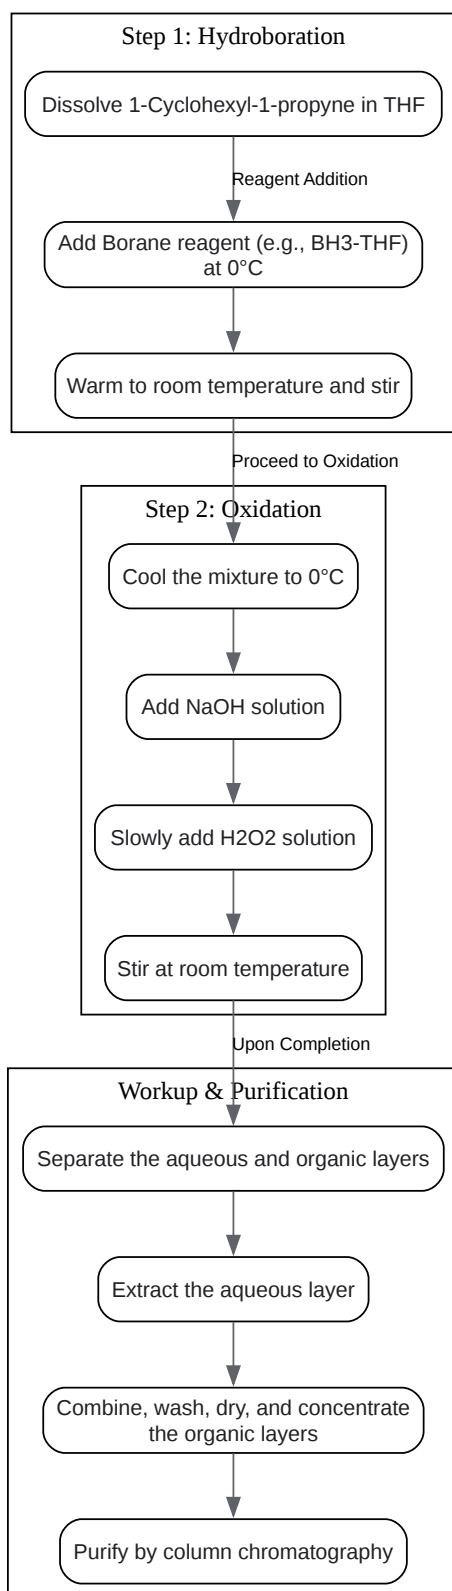 Step 1: Hydroboration
Dissolve 1-Cyclohexyl-1-propyne in THF
Reagent Addition
Add Borane reagent (e.g., BH3-THF)
at 0°C
Warm to room temperature and stir
Proceed to Oxidation
Step 2: Oxidation
Cool the mixture to 0°C
Add NaOH solution
Slowly add H2O2 solution
Stir at room temperature
Upon Completion
Workup & Purification
Separate the aqueous and organic layers
Extract the aqueous layer
Combine, wash, dry, and concentrate
the organic layers
Purify by column chromatography